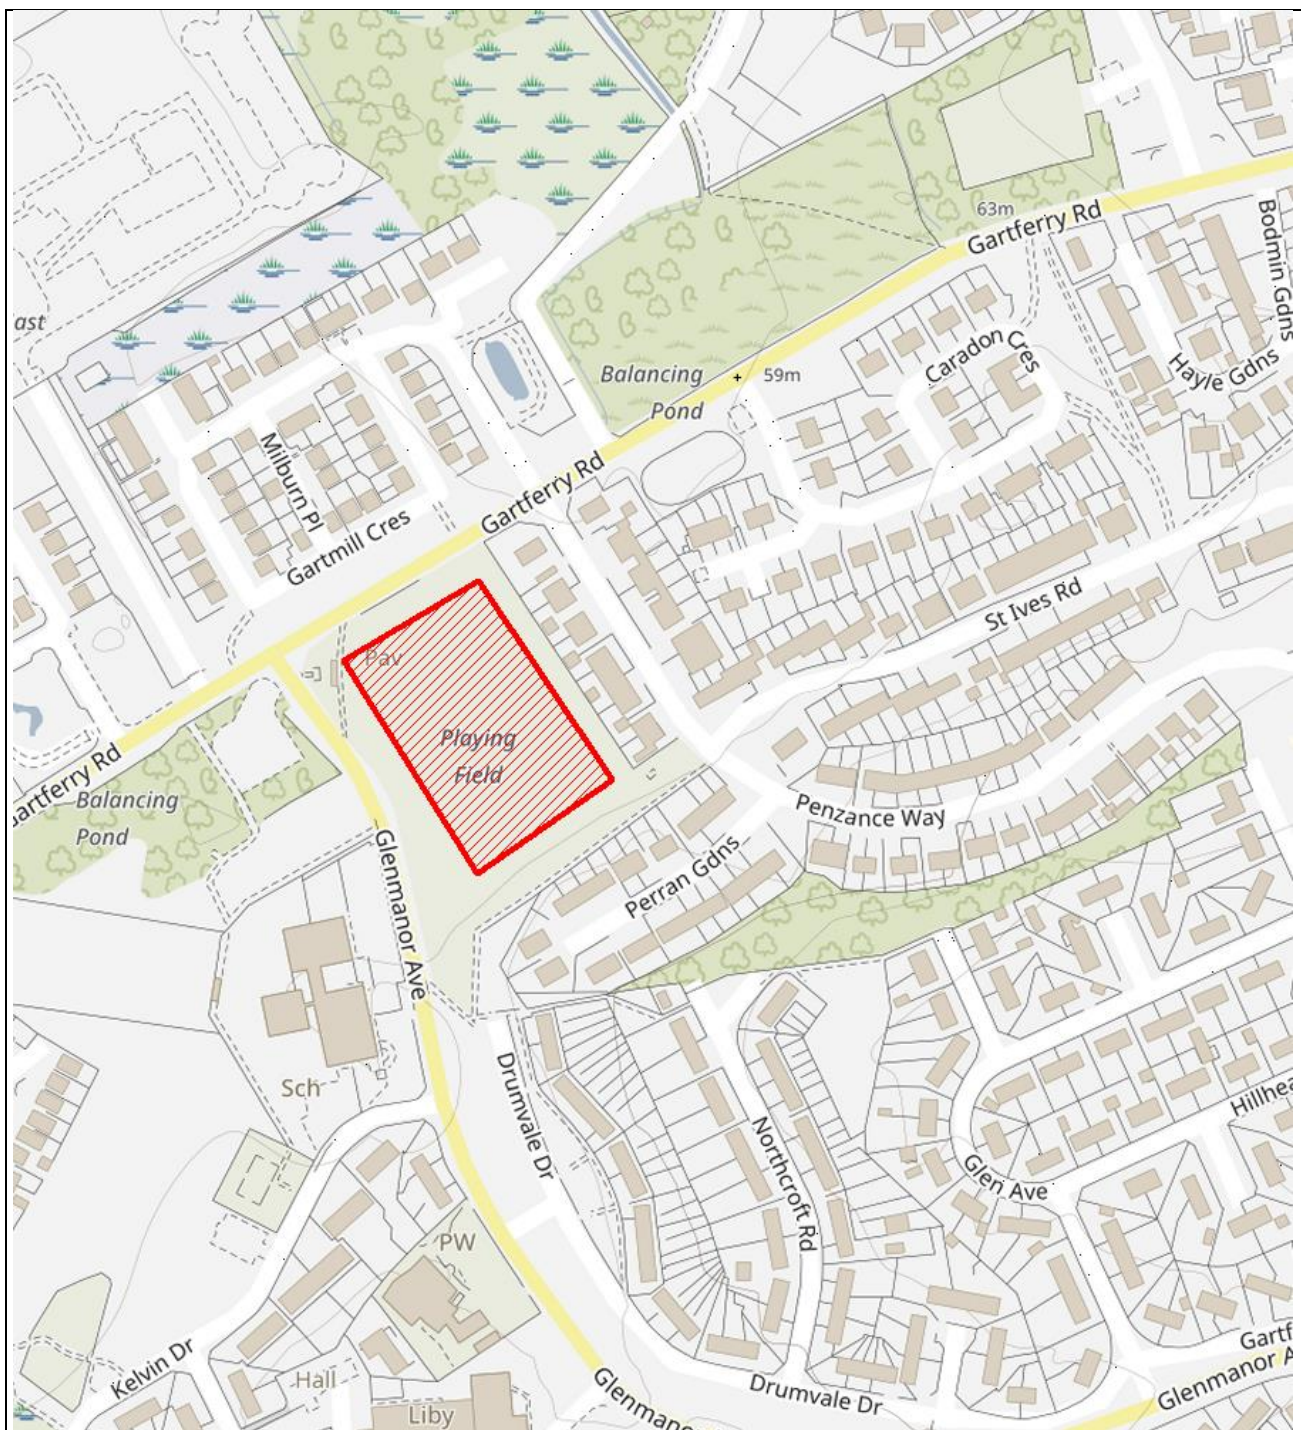 63m
Gartferry Rd
Bodmin Gdns
ast
Caradon Cres
Hayle Gdns
Balancing
Pond
59m
Milburn Pl
Gartferry Rd
Gartmill Cres
St Ives Rd
Pav
Playing
Field
Gartferry Rd
Balancing
Pond
Penzance Way
Glenmanor Ave
Perran Gdns
Sch
Drumvale Dr
Northcroft Rd
Hillhea
Glen Ave
PW
Kelvin Dr
Hall
Liby
Glenmano
Drumvale Dr
Gartf
Glenmanor A